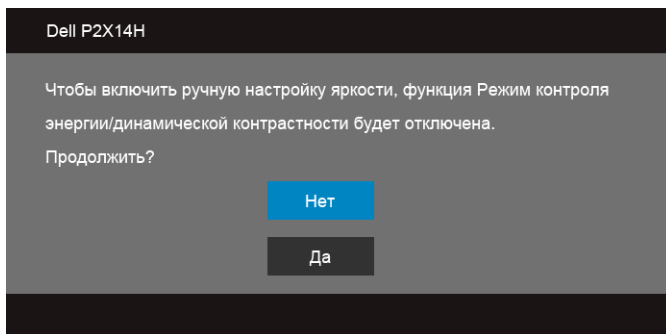 Dell P2X14H
Чтобы включить ручную настройку яркости, функция Режим контроля
энергии/динамической контрастности будет отключена.
Продолжить?
Нет
Да